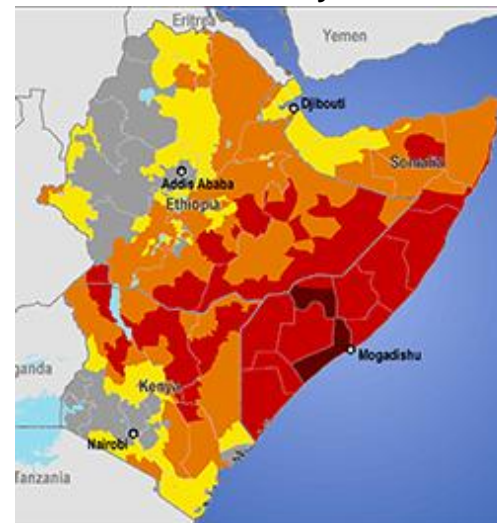 Eritrea
Yemen
Djibouti
Somalia
Addis Ababa
Ethiopia
Mogadishu
Kenya
Nairobi
Tanzania